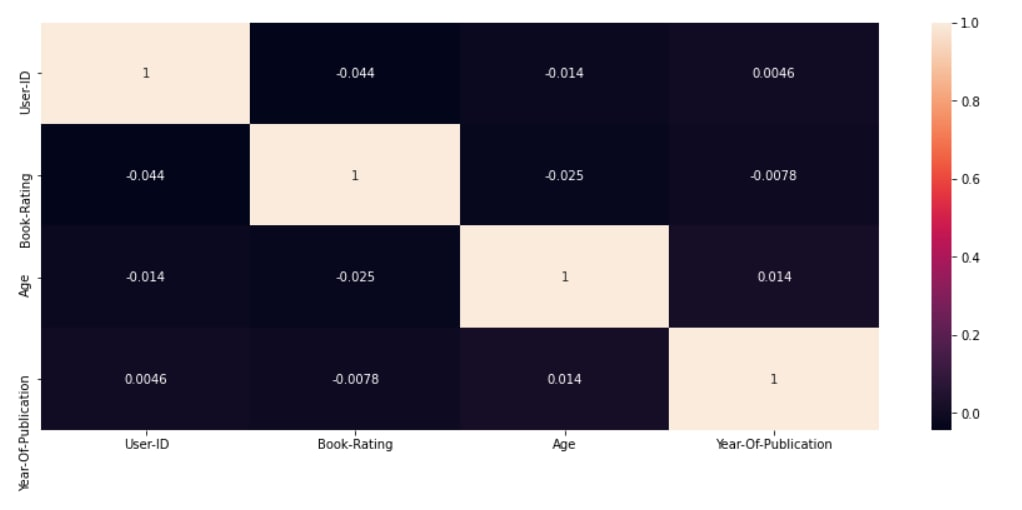 User-ID
1
-0.044
-0.014
0.0046
Book-Rating
-0.044
1
-0.025
-0.0078
Age
-0.014
-0.025
1
0.014
Year-Of-Publication
0.0046
-0.0078
0.014
1
User-ID
Book-Rating
Age
Year-Of-Publication
1.0
0.8
0.6
0.4
0.2
0.0